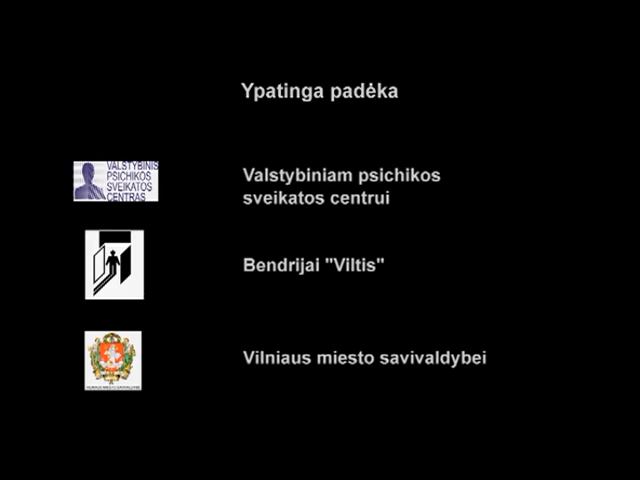 Ypatinga padėka
VALSTYBINIS
PSICHIKOS
SVEIKATOS
CENTRAS
Valstybiniam psichikos
sveikatos centrui
Bendrijai "Viltis"
Vilniaus miesto savivaldybei